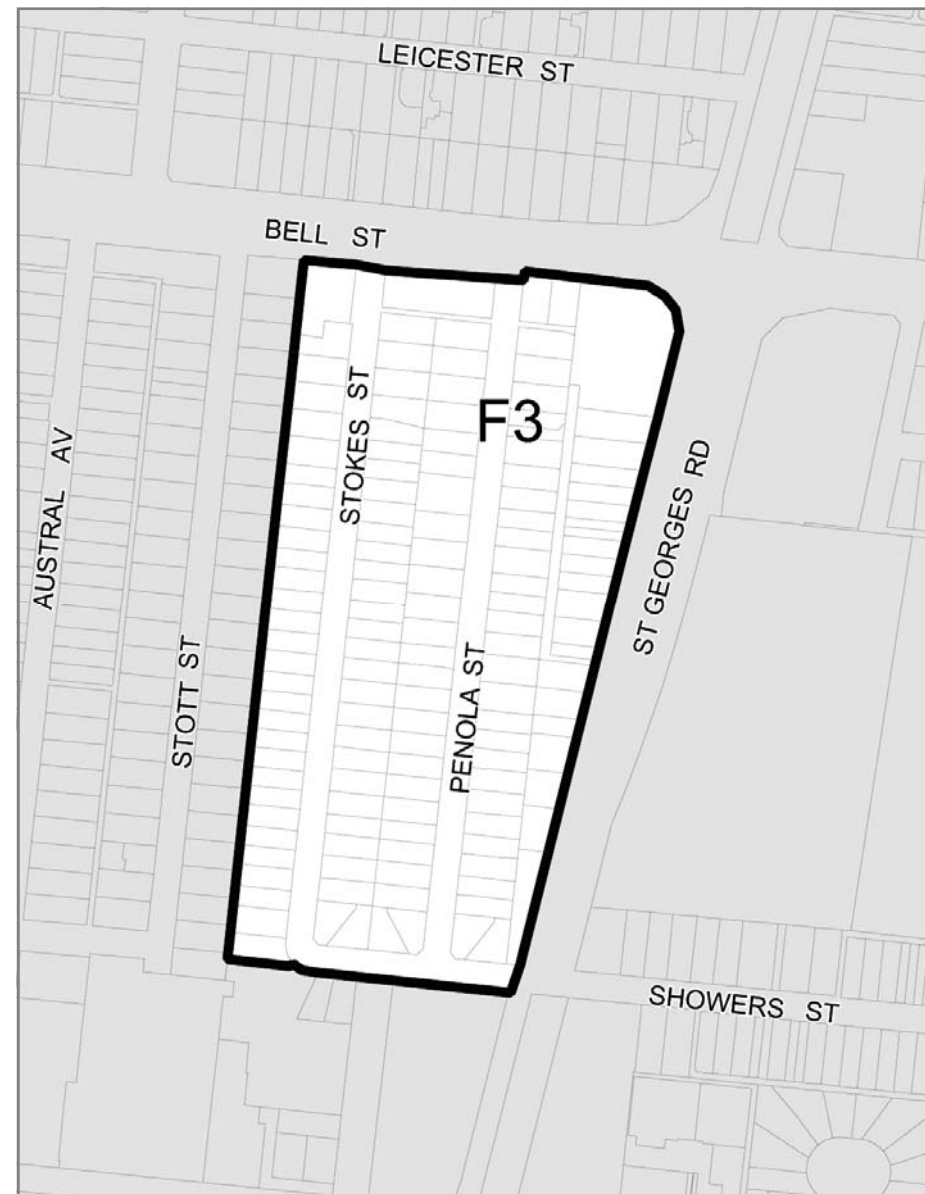 LEICESTER ST
BELL ST
F3
STOKES ST
AUSTRAL AV
ST GEORGES RD
STOTT ST
PENOLA ST
SHOWERS ST